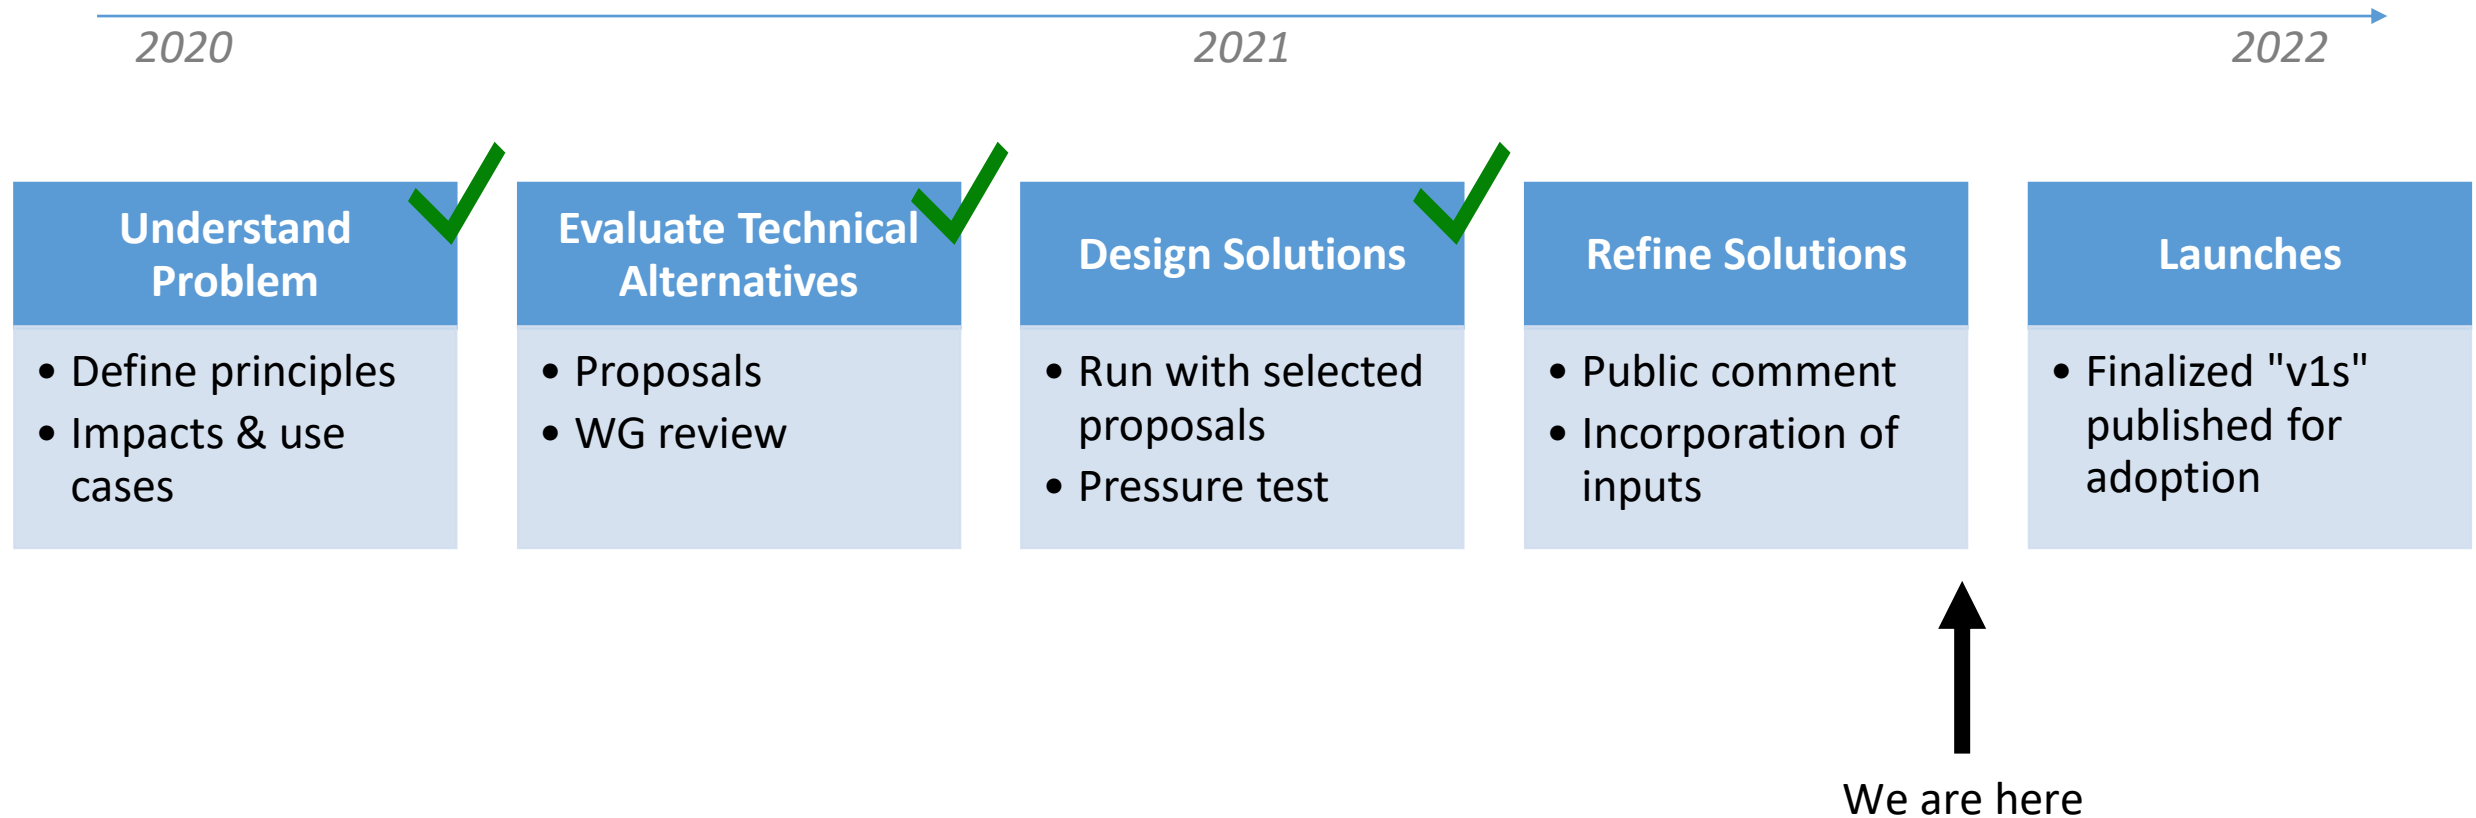 2020 2021 2022
Understand
Problem
• Define principles
• Impacts & use
cases
Evaluate Technical
Alternatives
• Proposals
• WG review
Design Solutions
• Run with selected
proposals
• Pressure test
Refine Solutions
• Public comment
• Incorporation of
inputs
Launches
• Finalized "v1s"
published for
adoption
We are here